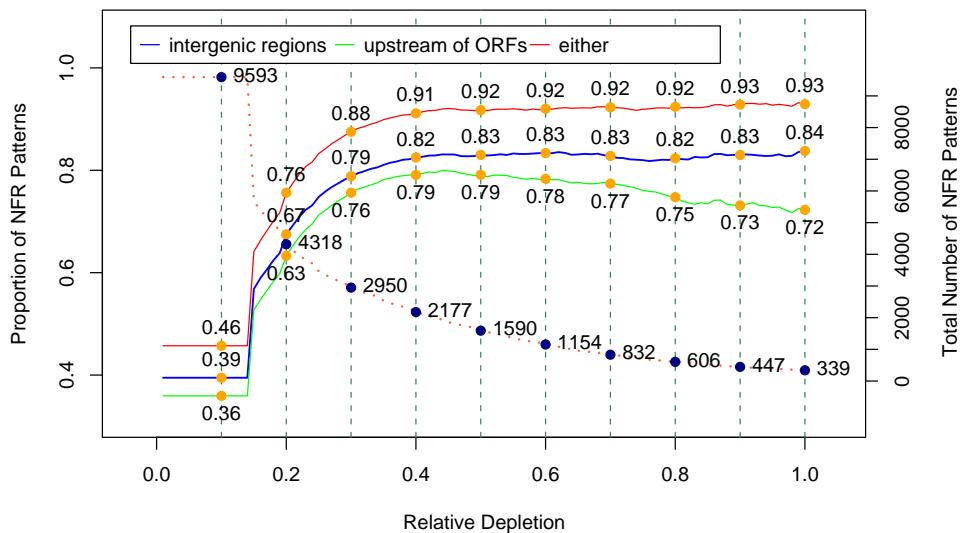 intergenic regions upstream of ORFs either
Proportion of NFR Patterns
1.0
0.8
0.6
0.4
9593
0.76 0.88 0.91 0.92 0.92 0.92 0.92 0.93 0.93
0.67 0.79 0.82 0.83 0.83 0.83 0.82 0.83 0.84
0.63 0.76 0.79 0.79 0.78 0.77 0.75 0.73 0.72
4318
2950
2177
1590
1154
832
606
447
339
0.46
0.39
0.36
8000
6000
4000
2000
0
Total Number of NFR Patterns
0.0 0.2 0.4 0.6 0.8 1.0
Relative Depletion